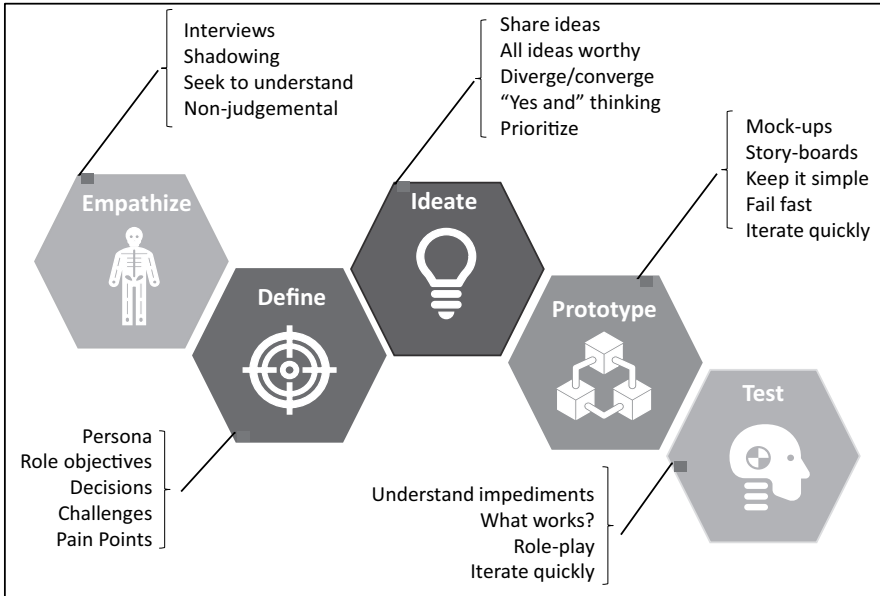 Interviews
Shadowing
Seek to understand
Non-judgemental
Empathize
Persona
Role objectives
Decisions
Challenges
Pain Points
Define
Share ideas
All ideas worthy
Diverge/converge
“Yes and” thinking
Prioritize
Ideate
Mock-ups
Story-boards
Keep it simple
Fail fast
Iterate quickly
Prototype
Understand impediments
What works?
Role-play
Iterate quickly
Test